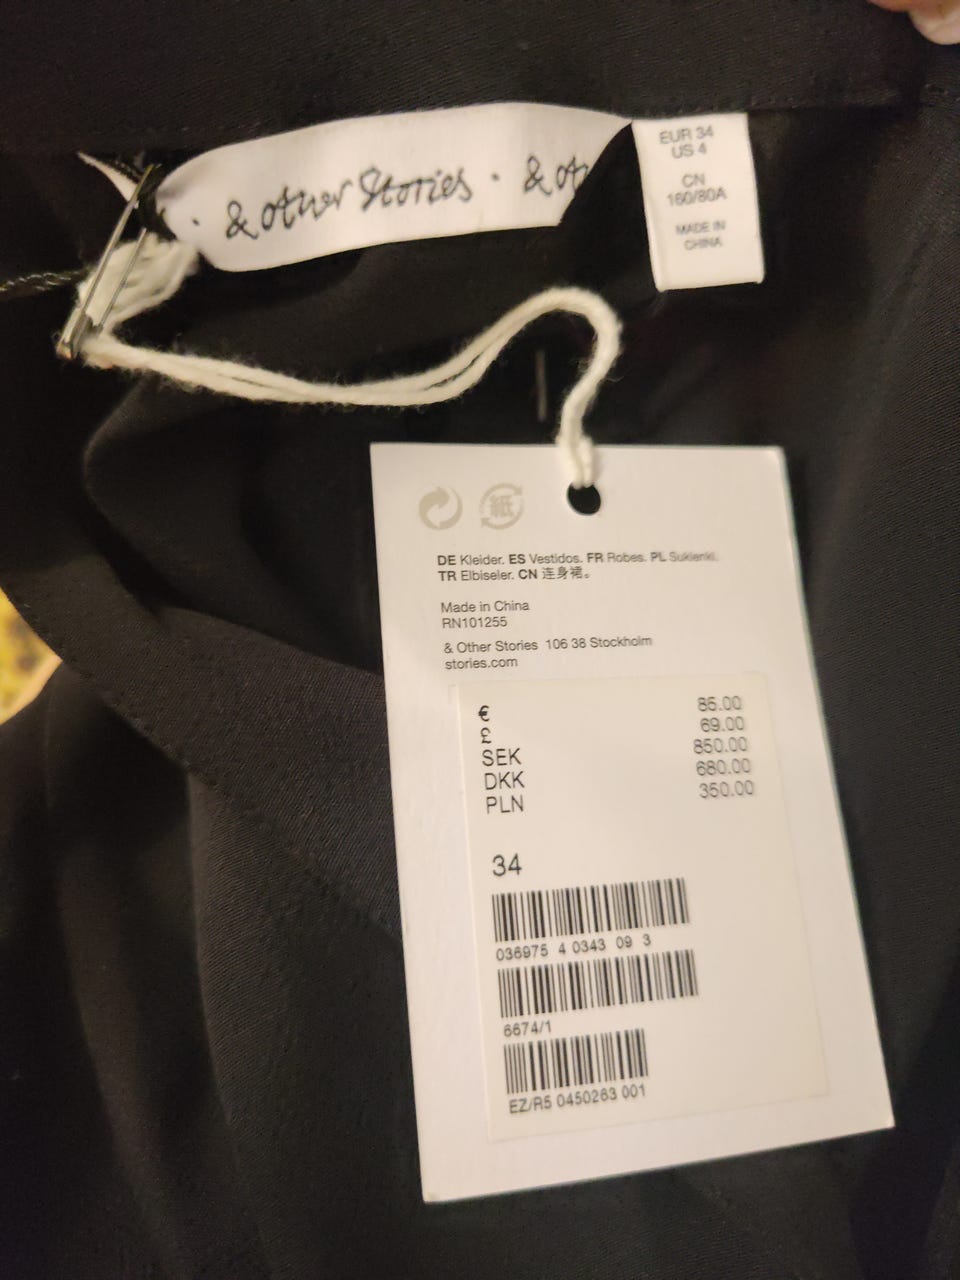 · & Other Stories · & Ot
EUR 34
US 4
CN
160/80A
MADE IN
CHINA
紙
DE Kleider. ES Vestidos. FR Robes. PL Sukienki.
TR Elbiseler. CN 连身裙。
Made in China
RN101255
& Other Stories 106 38 Stockholm
stories.com
€ 85.00
£ 69.00
SEK 850.00
DKK 680.00
PLN 350.00
34
036975 4 0343 09 3
6674/1
EZ/R5 0450263 001